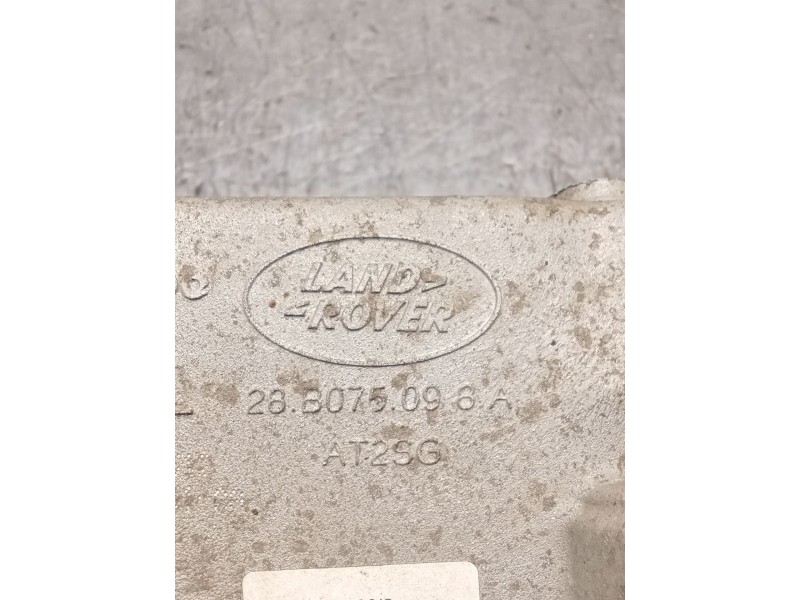 LAND
ROVER
28.B075.09 8 A
AT2SG